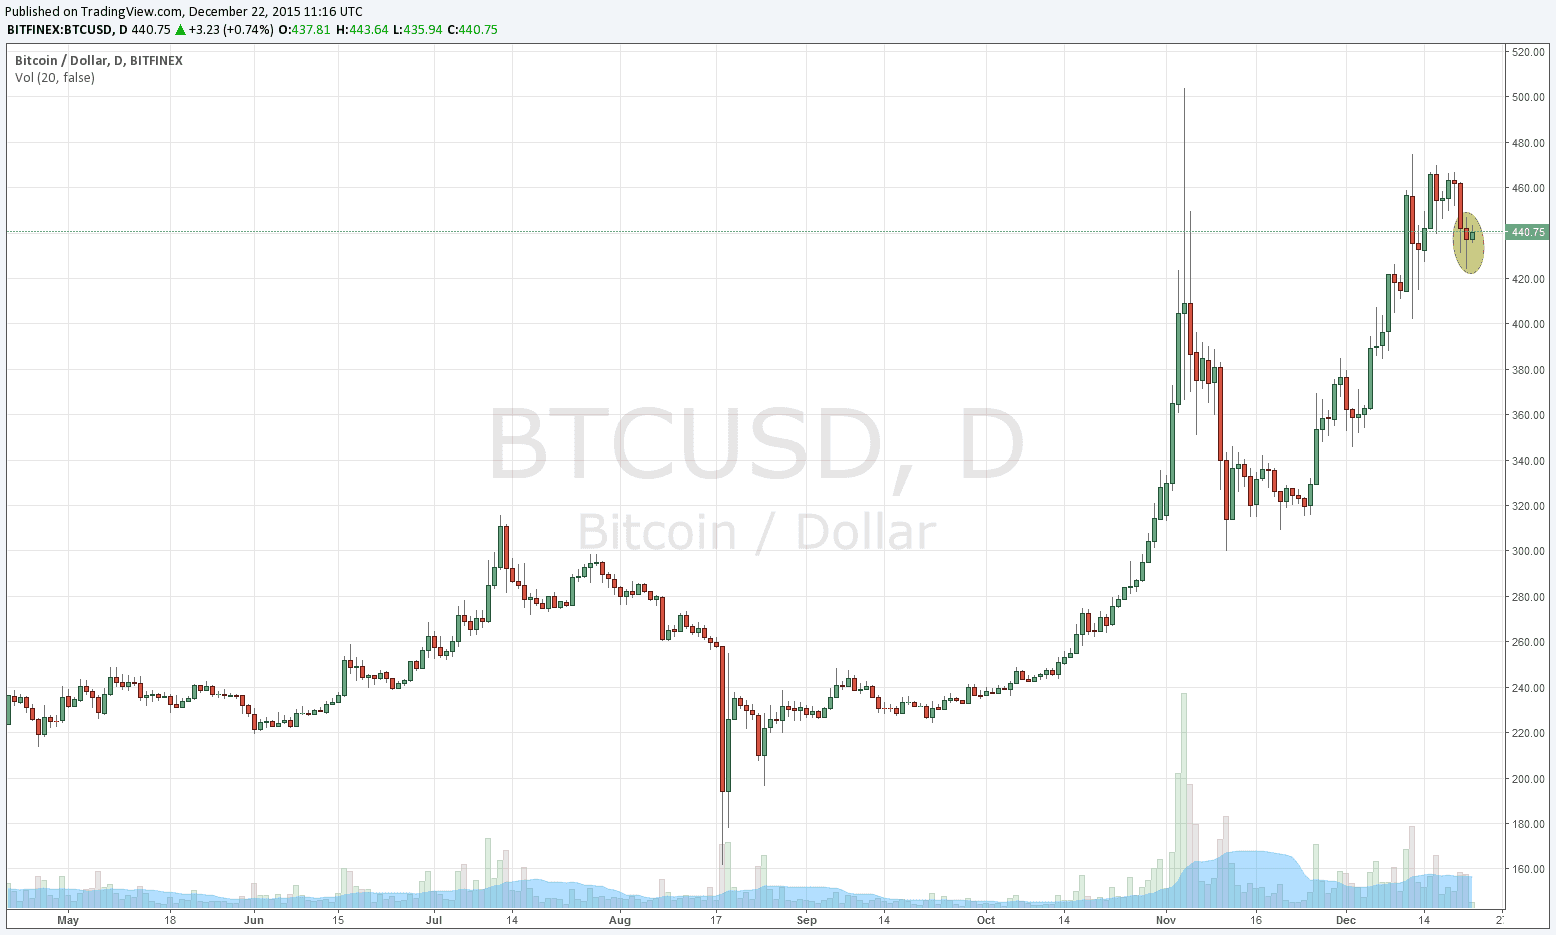 Published on TradingView.com, December 22, 2015 11:16 UTC
BITFINEX:BTCUSD, D 440.75 ▲ +3.23 (+0.74%) O:437.81 H:443.64 L:435.94 C:440.75
Bitcoin / Dollar, D, BITFINEX
Vol (20, false)
BTCUSD, D
Bitcoin / Dollar
520.00
500.00
480.00
460.00
440.75
420.00
400.00
380.00
360.00
340.00
320.00
300.00
280.00
260.00
240.00
220.00
200.00
180.00
160.00
May 18 Jun 15 Jul 14 Aug 17 Sep 14 Oct 14 Nov 16 Dec 14